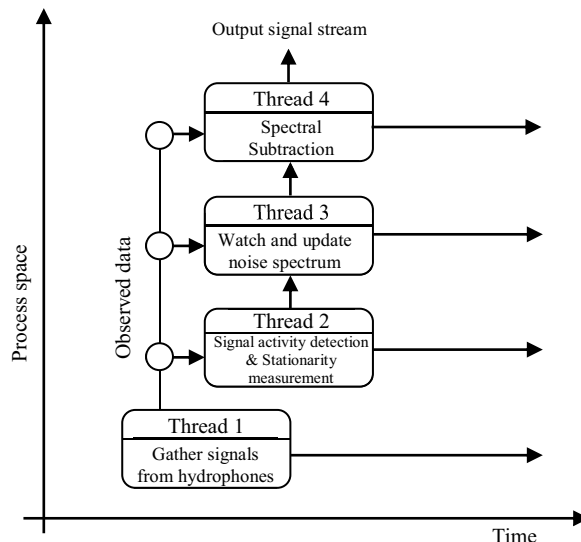 Output signal stream
Thread 4
Spectral
Subtraction
Thread 3
Watch and update
noise spectrum
Thread 2
Signal activity detection
& Stationarity
measurement
Thread 1
Gather signals
from hydrophones
Observed data
Process space
Time